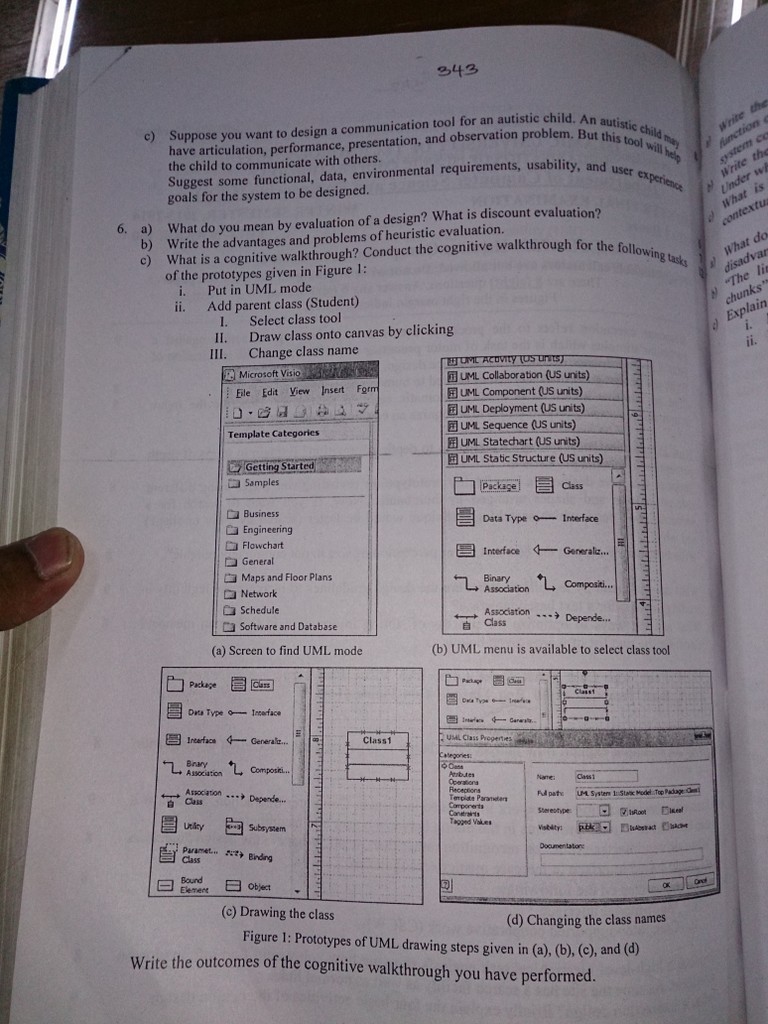 343
c) Suppose you want to design a communication tool for an autistic child. An autistic child may
have articulation, performance, presentation, and observation problem. But this tool will help
the child to communicate with others.
Suggest some functional, data, environmental requirements, usability, and user experience
goals for the system to be designed.
6. a) What do you mean by evaluation of a design? What is discount evaluation?
b) Write the advantages and problems of heuristic evaluation.
c) What is a cognitive walkthrough? Conduct the cognitive walkthrough for the following tasks
of the prototypes given in Figure 1:
i. Put in UML mode
ii. Add parent class (Student)
I. Select class tool
II. Draw class onto canvas by clicking
III. Change class name
Microsoft Visio
File Edit View Insert Form
Template Categories
Getting Started
Samples
Business
Engineering
Flowchart
General
Maps and Floor Plans
Network
Schedule
Software and Database
(a) Screen to find UML mode
UML Activity (US units)
UML Collaboration (US units)
UML Component (US units)
UML Deployment (US units)
UML Sequence (US units)
UML Statechart (US units)
UML Static Structure (US units)
Package Class
Data Type Interface
Interface Generaliz...
Binary Compositi...
Association
Association Depende...
Class
6
5
4
(b) UML menu is available to select class tool
Package Class
Data Type Interface
Interface Generaliz...
Binary Compositi...
Association
Association Depende...
Class
Utility Subsystem
Paramet... Binding
Class
Bound Object
Element
8
7
Class1
(c) Drawing the class
Package Class
Data Type Interface
Interface Generaliz...
Class1
UML Class Properties
Categories:
Class
Attributes
Operations
Receptions
Template Parameters
Components
Constraints
Tagged Values
Name: Class1
Full path: UML System 1::Static Model::Top Package::Class1
Stereotype: IsRoot IsLeaf
Visibility: public IsAbstract IsActive
Documentation:
OK Cancel
(d) Changing the class names
Figure 1: Prototypes of UML drawing steps given in (a), (b), (c), and (d)
Write the outcomes of the cognitive walkthrough you have performed.
Write the
function
system co
Write the
Under wh
What is
contextua
What do
disadvan
"The lim
chunks"
Explain
i.
ii.